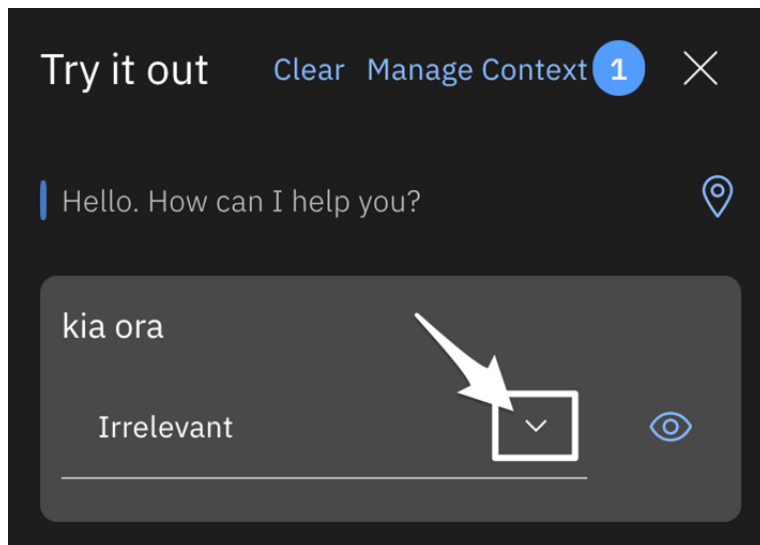 Try it out Clear Manage Context 1
Hello. How can I help you?
kia ora
Irrelevant